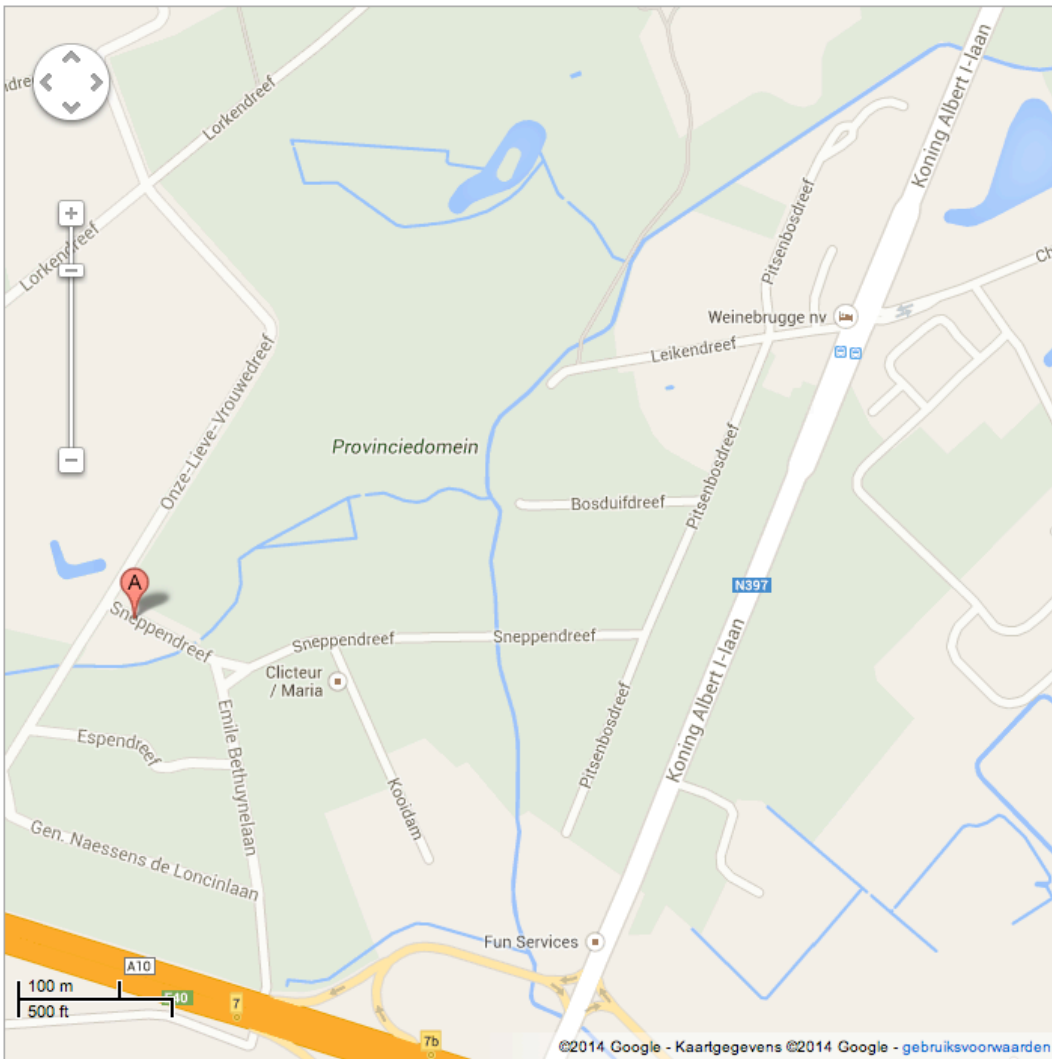 Koning Albert I-laan
Lorkendreef
Lorkendreef
Pitsenbosdreef
Weinebrugge nv
Leikendreef
Onze-Lieve-Vrouwedreef
Provinciedomein
Pitsenbosdreef
Bosduifdreef
A
N397
Sneppendreef
Sneppendreef
Sneppendreef
Clicteur
/ Maria
Koning Albert I-laan
Emile Bethuynelaan
Espendreef
Pitsenbosdreef
Kooidam
Gen. Naessens de Loncinlaan
Fun Services
A10
100 m
500 ft
E40
7
7b
©2014 Google - Kaartgegevens ©2014 Google - gebruiksvoorwaarden